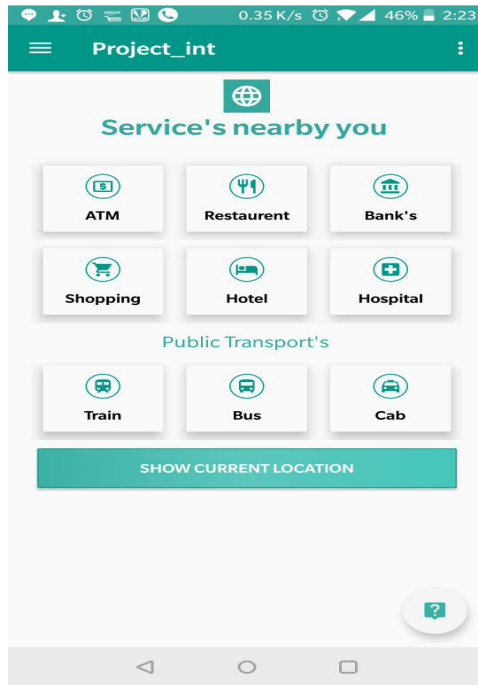 0.35 K/s 46% 2:23
Project_int
Service's nearby you
ATM Restaurent Bank's
Shopping Hotel Hospital
Public Transport's
Train Bus Cab
SHOW CURRENT LOCATION